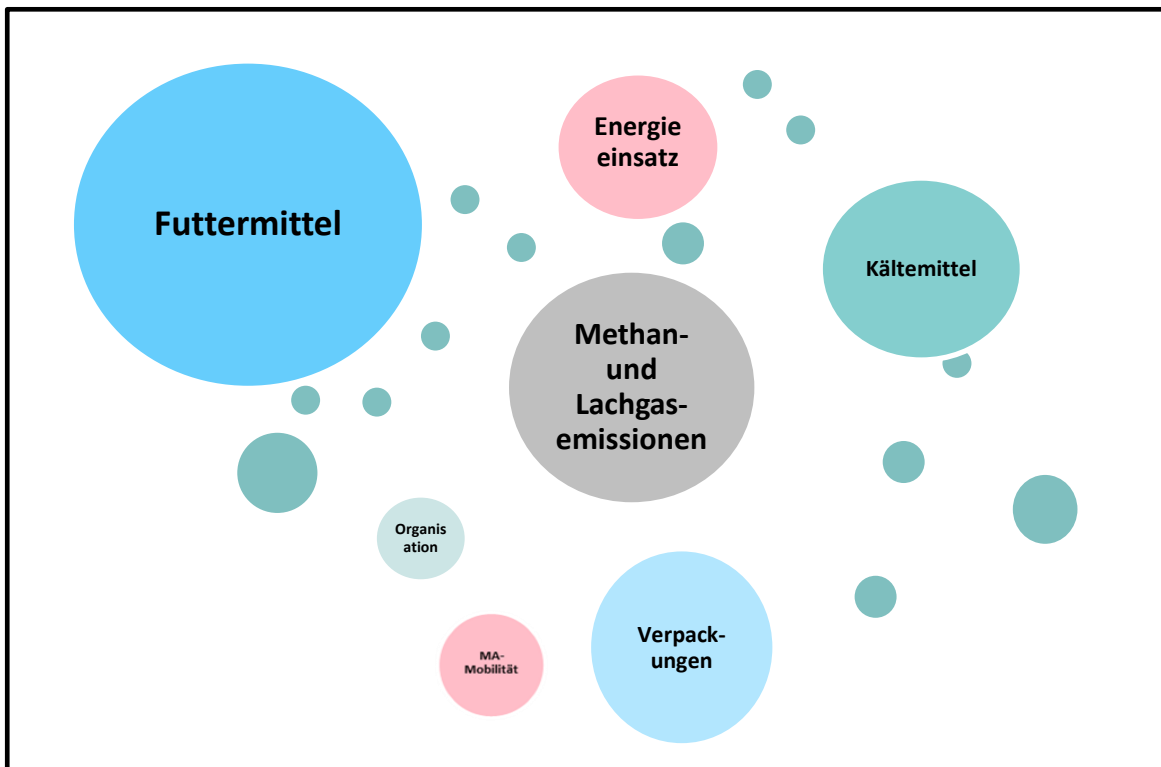 Energie
einsatz
Futtermittel
Kältemittel
Methan-
und
Lachgas-
emissionen
Organis
ation
Verpack-
ungen
MA-
Mobilität